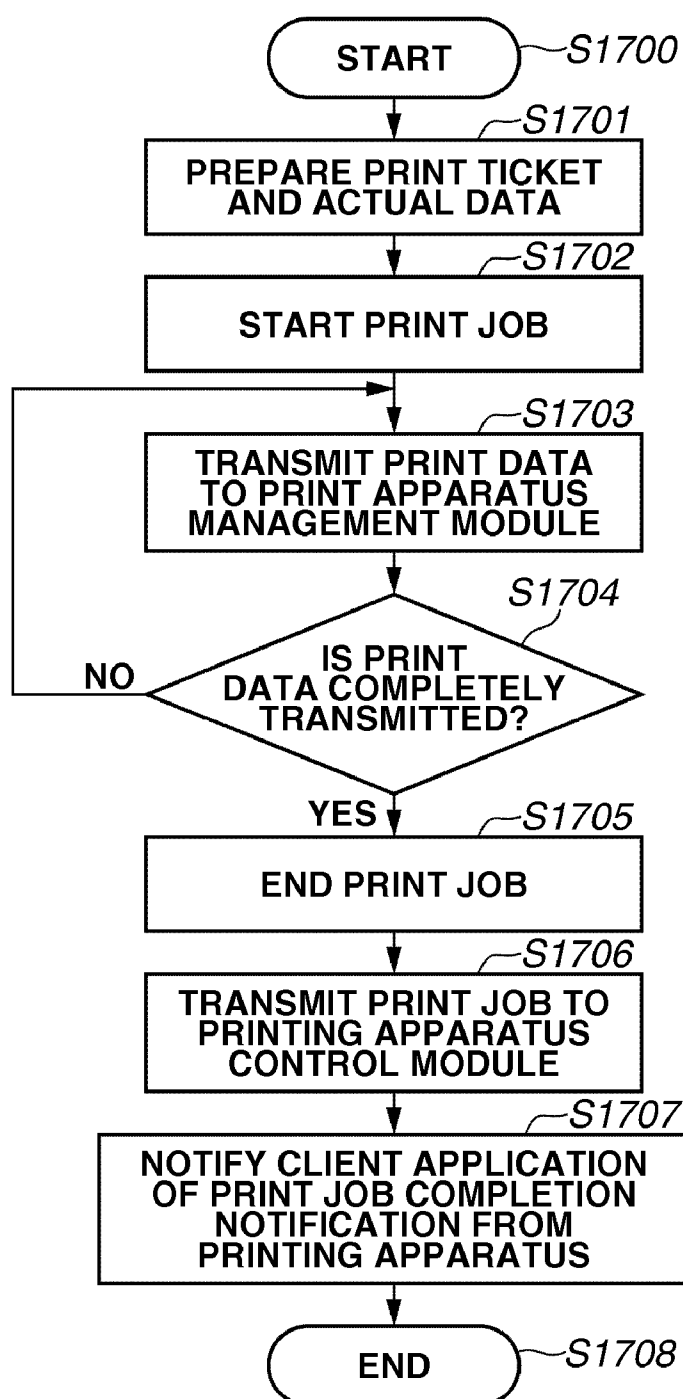 START
S1700
S1701
PREPARE PRINT TICKET
AND ACTUAL DATA
S1702
START PRINT JOB
S1703
TRANSMIT PRINT DATA
TO PRINT APPARATUS
MANAGEMENT MODULE
S1704
IS PRINT
DATA COMPLETELY
TRANSMITTED?
NO
YES
S1705
END PRINT JOB
S1706
TRANSMIT PRINT JOB TO
PRINTING APPARATUS
CONTROL MODULE
S1707
NOTIFY CLIENT APPLICATION
OF PRINT JOB COMPLETION
NOTIFICATION FROM
PRINTING APPARATUS
END
S1708